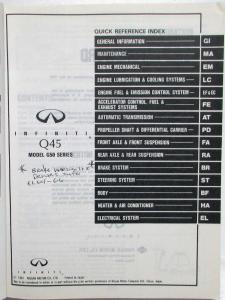 QUICK REFERENCE INDEX
GENERAL INFORMATION GI
MAINTENANCE MA
ENGINE MECHANICAL EM
ENGINE LUBRICATION & COOLING SYSTEMS LC
ENGINE FUEL & EMISSION CONTROL SYSTEM EF & EC
ACCELERATOR CONTROL, FUEL &
EXHAUST SYSTEMS FE
AUTOMATIC TRANSMISSION AT
PROPELLER SHAFT & DIFFERENTIAL CARRIER PD
FRONT AXLE & FRONT SUSPENSION FA
REAR AXLE & REAR SUSPENSION RA
BRAKE SYSTEM BR
STEERING SYSTEM ST
BODY BF
HEATER & AIR CONDITIONER HA
ELECTRICAL SYSTEM EL
INFINITI
Q45
MODEL G50 SERIES
INFINITI